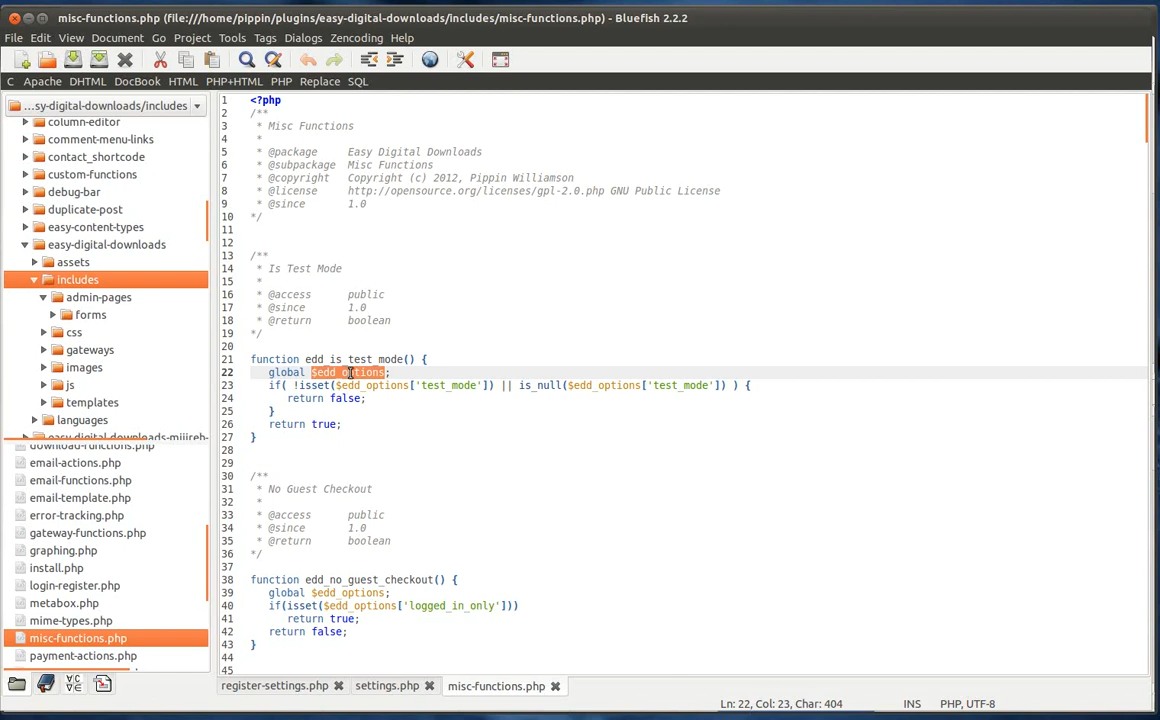 misc-functions.php (file:///home/pippin/plugins/easy-digital-downloads/includes/misc-functions.php) - Bluefish 2.2.2
File Edit View Document Go Project Tools Tags Dialogs Zencoding Help
C Apache DHTML DocBook HTML PHP+HTML PHP Replace SQL
...sy-digital-downloads/includes
column-editor
comment-menu-links
contact_shortcode
custom-functions
debug-bar
duplicate-post
easy-content-types
easy-digital-downloads
assets
includes
admin-pages
forms
css
gateways
images
js
templates
languages
easy-digital-downloads-mijireh-
download-functions.php
email-actions.php
email-functions.php
email-template.php
error-tracking.php
gateway-functions.php
graphing.php
install.php
login-register.php
metabox.php
mime-types.php
misc-functions.php
payment-actions.php
1 <?php
2 /**
3  * Misc Functions
4  *
5  * @package     Easy Digital Downloads
6  * @subpackage  Misc Functions
7  * @copyright   Copyright (c) 2012, Pippin Williamson
8  * @license     http://opensource.org/licenses/gpl-2.0.php GNU Public License
9  * @since       1.0
10 */
11
12
13 /**
14  * Is Test Mode
15  *
16  * @access      public
17  * @since       1.0
18  * @return      boolean
19 */
20
21 function edd_is_test_mode() {
22    global $edd_options;
23    if( !isset($edd_options['test_mode']) || is_null($edd_options['test_mode']) ) {
24       return false;
25    }
26    return true;
27 }
28
29
30 /**
31  * No Guest Checkout
32  *
33  * @access      public
34  * @since       1.0
35  * @return      boolean
36 */
37
38 function edd_no_guest_checkout() {
39    global $edd_options;
40    if(isset($edd_options['logged_in_only']))
41       return true;
42    return false;
43 }
44
45
register-settings.php settings.php misc-functions.php
Ln: 22, Col: 23, Char: 404 INS PHP, UTF-8